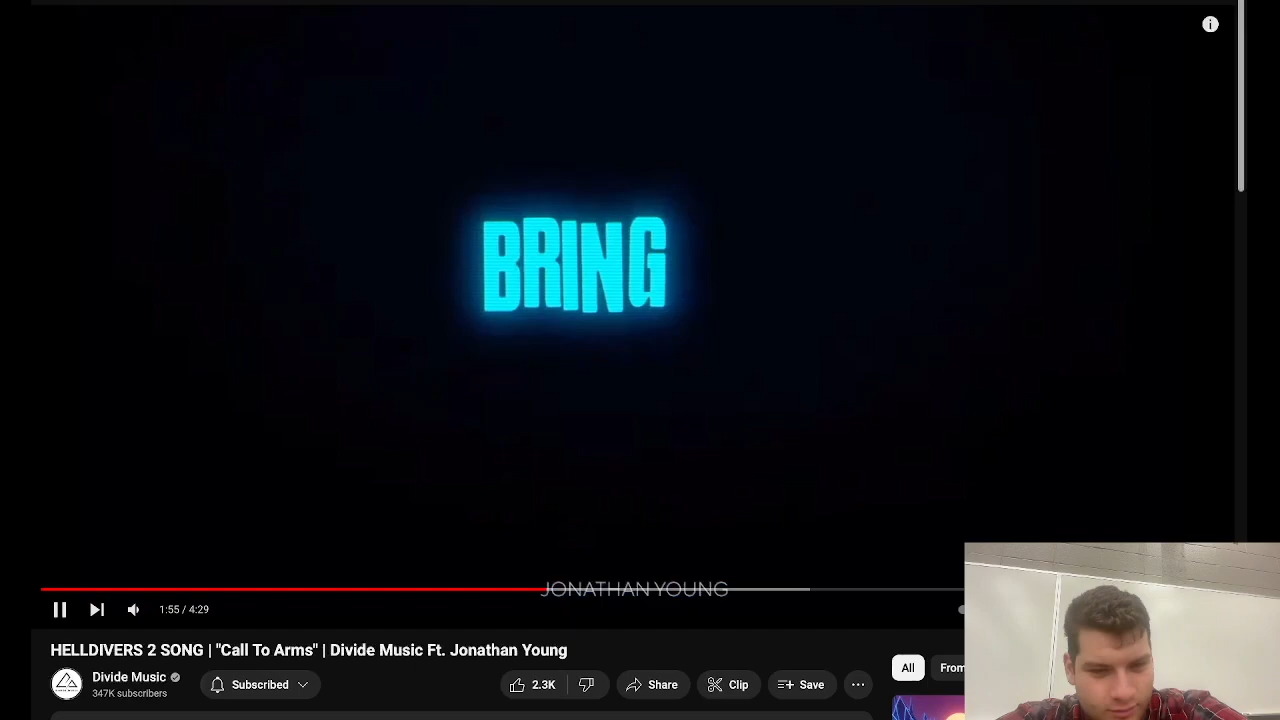 BRING
JONATHAN YOUNG
1:55 / 4:29
HELLDIVERS 2 SONG | "Call To Arms" | Divide Music Ft. Jonathan Young
Divide Music
347K subscribers
Subscribed
2.3K
Share
Clip
Save
All
From